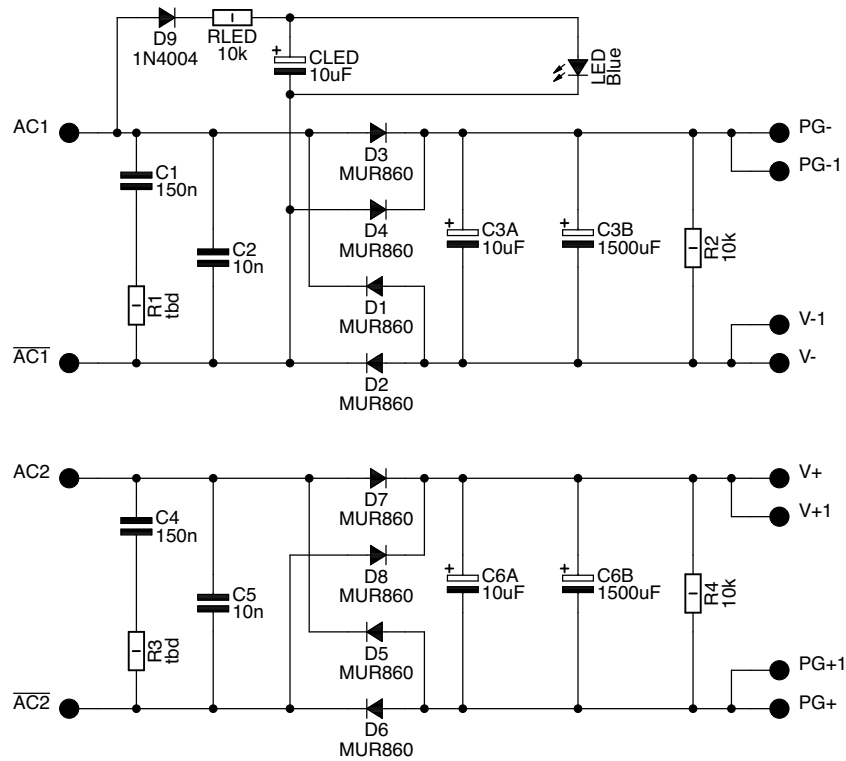 D9
1N4004
RLED
10k
+
CLED
10uF
LED
Blue
AC1
PG-
PG-1
C1
150n
D3
MUR860
D4
MUR860
+
C3A
10uF
+
C3B
1500uF
R2
10k
C2
10n
R1
tbd
D1
MUR860
V-1
AC1
V-
D2
MUR860
AC2
V+
V+1
C4
150n
D7
MUR860
D8
MUR860
+
C6A
10uF
+
C6B
1500uF
R4
10k
C5
10n
R3
tbd
D5
MUR860
PG+1
AC2
PG+
D6
MUR860